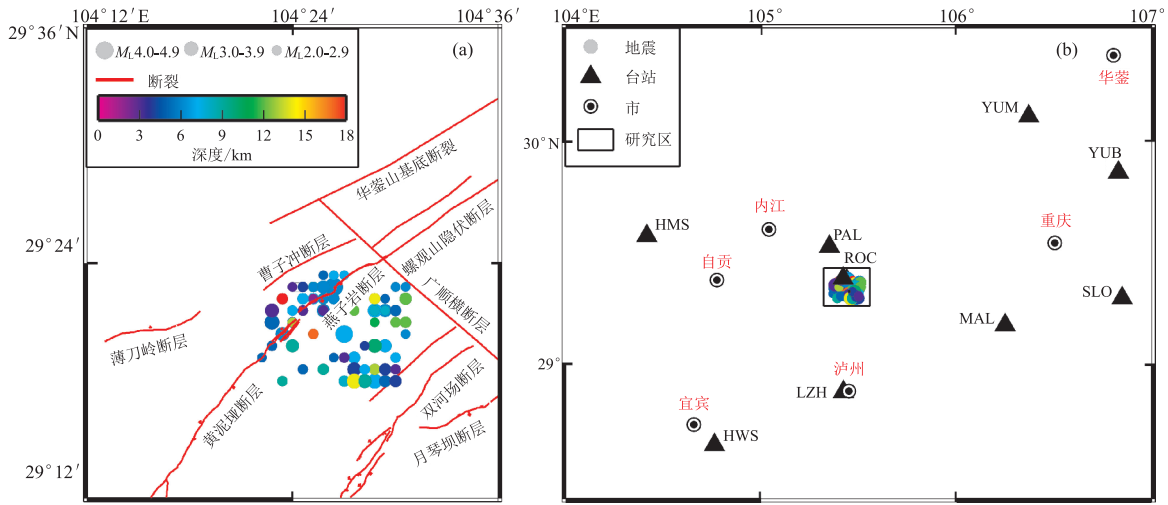 104°12′E
104°24′
104°36′
29°36′N
29°24′
29°12′
ML4.0-4.9
ML3.0-3.9
ML2.0-2.9
断裂
0 3 6 9 12 15 18
深度/km
(a)
华蓥山基底断裂
螺观山隐伏断层
曹子冲断层
燕子岩断层
广顺横断层
薄刀岭断层
黄泥垭断层
双河场断层
月琴坝断层
104°E
105°
106°
107°
30°N
29°
地震
台站
市
研究区
(b)
华蓥
YUM
YUB
内江
HMS
PAL
重庆
ROC
自贡
SLO
MAL
泸州
LZH
宜宾
HWS